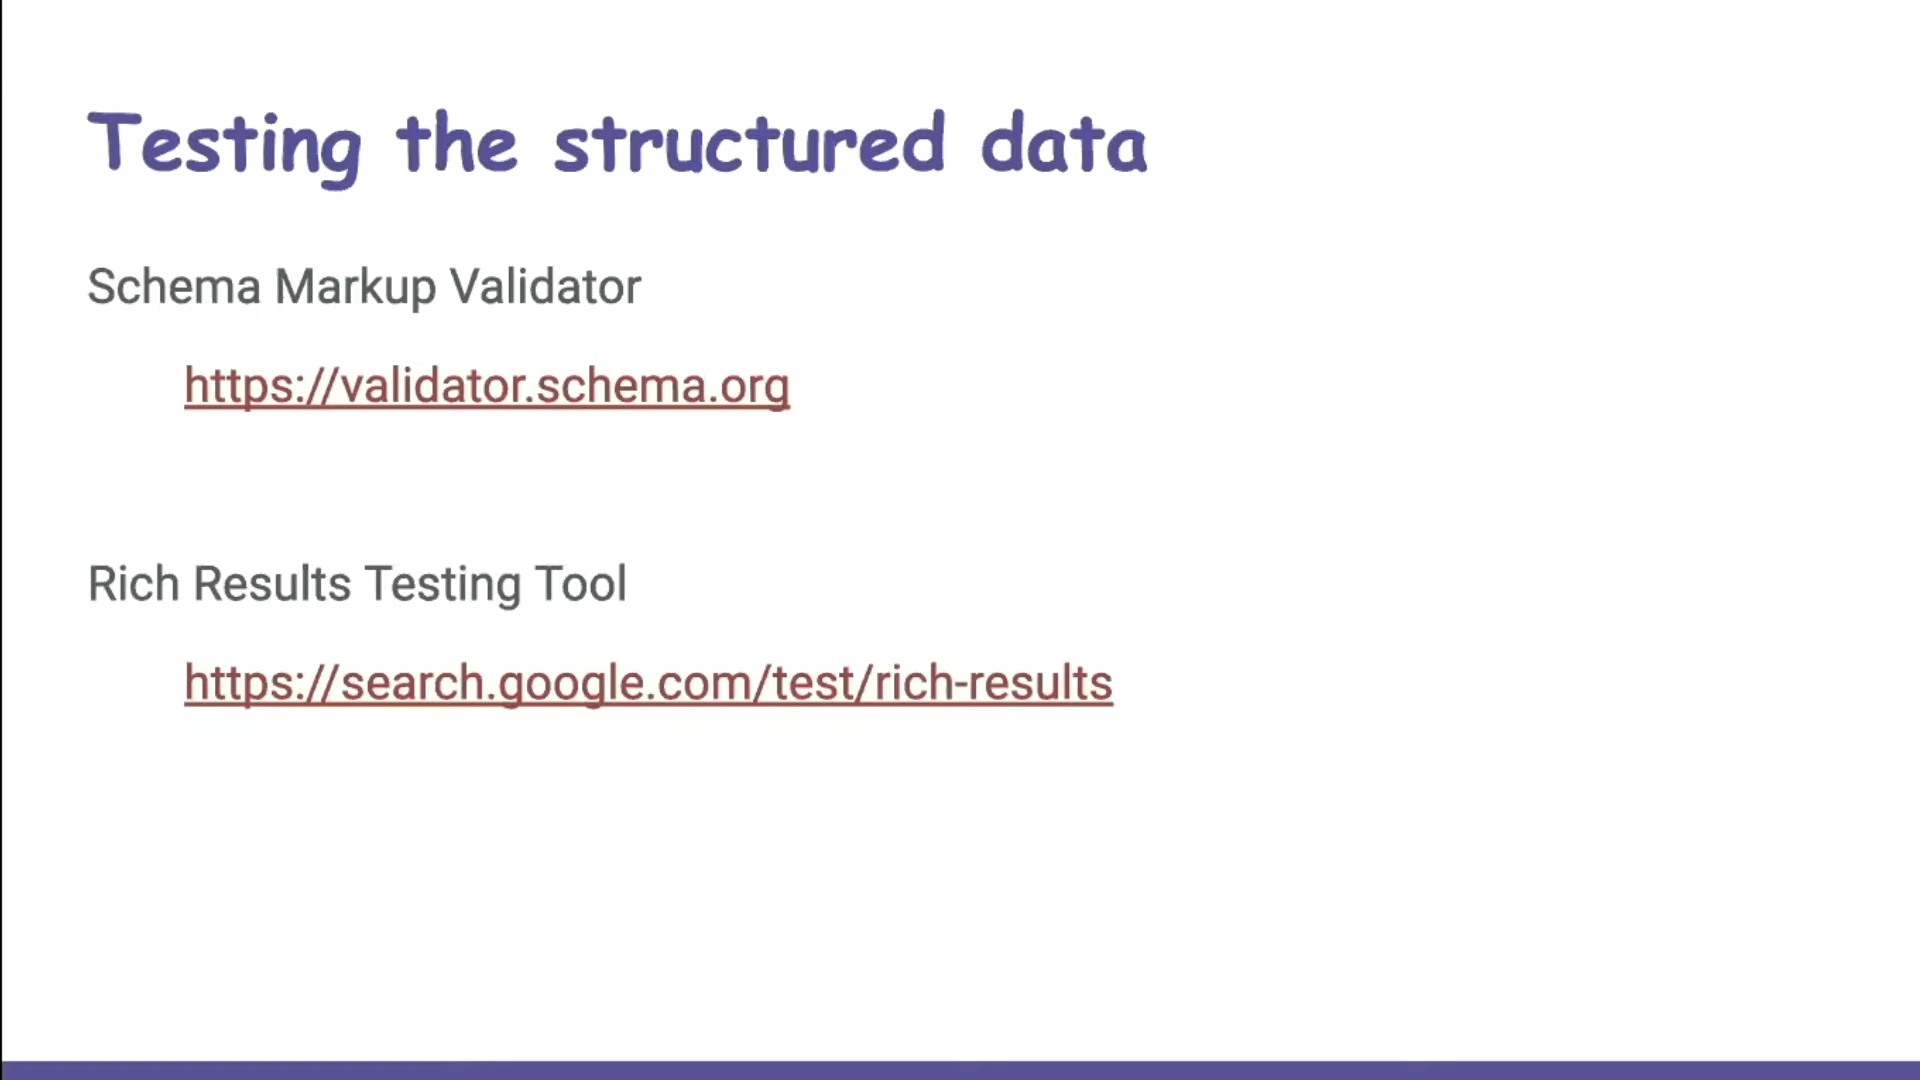 Testing the structured data
Schema Markup Validator
https://validator.schema.org
Rich Results Testing Tool
https://search.google.com/test/rich-results